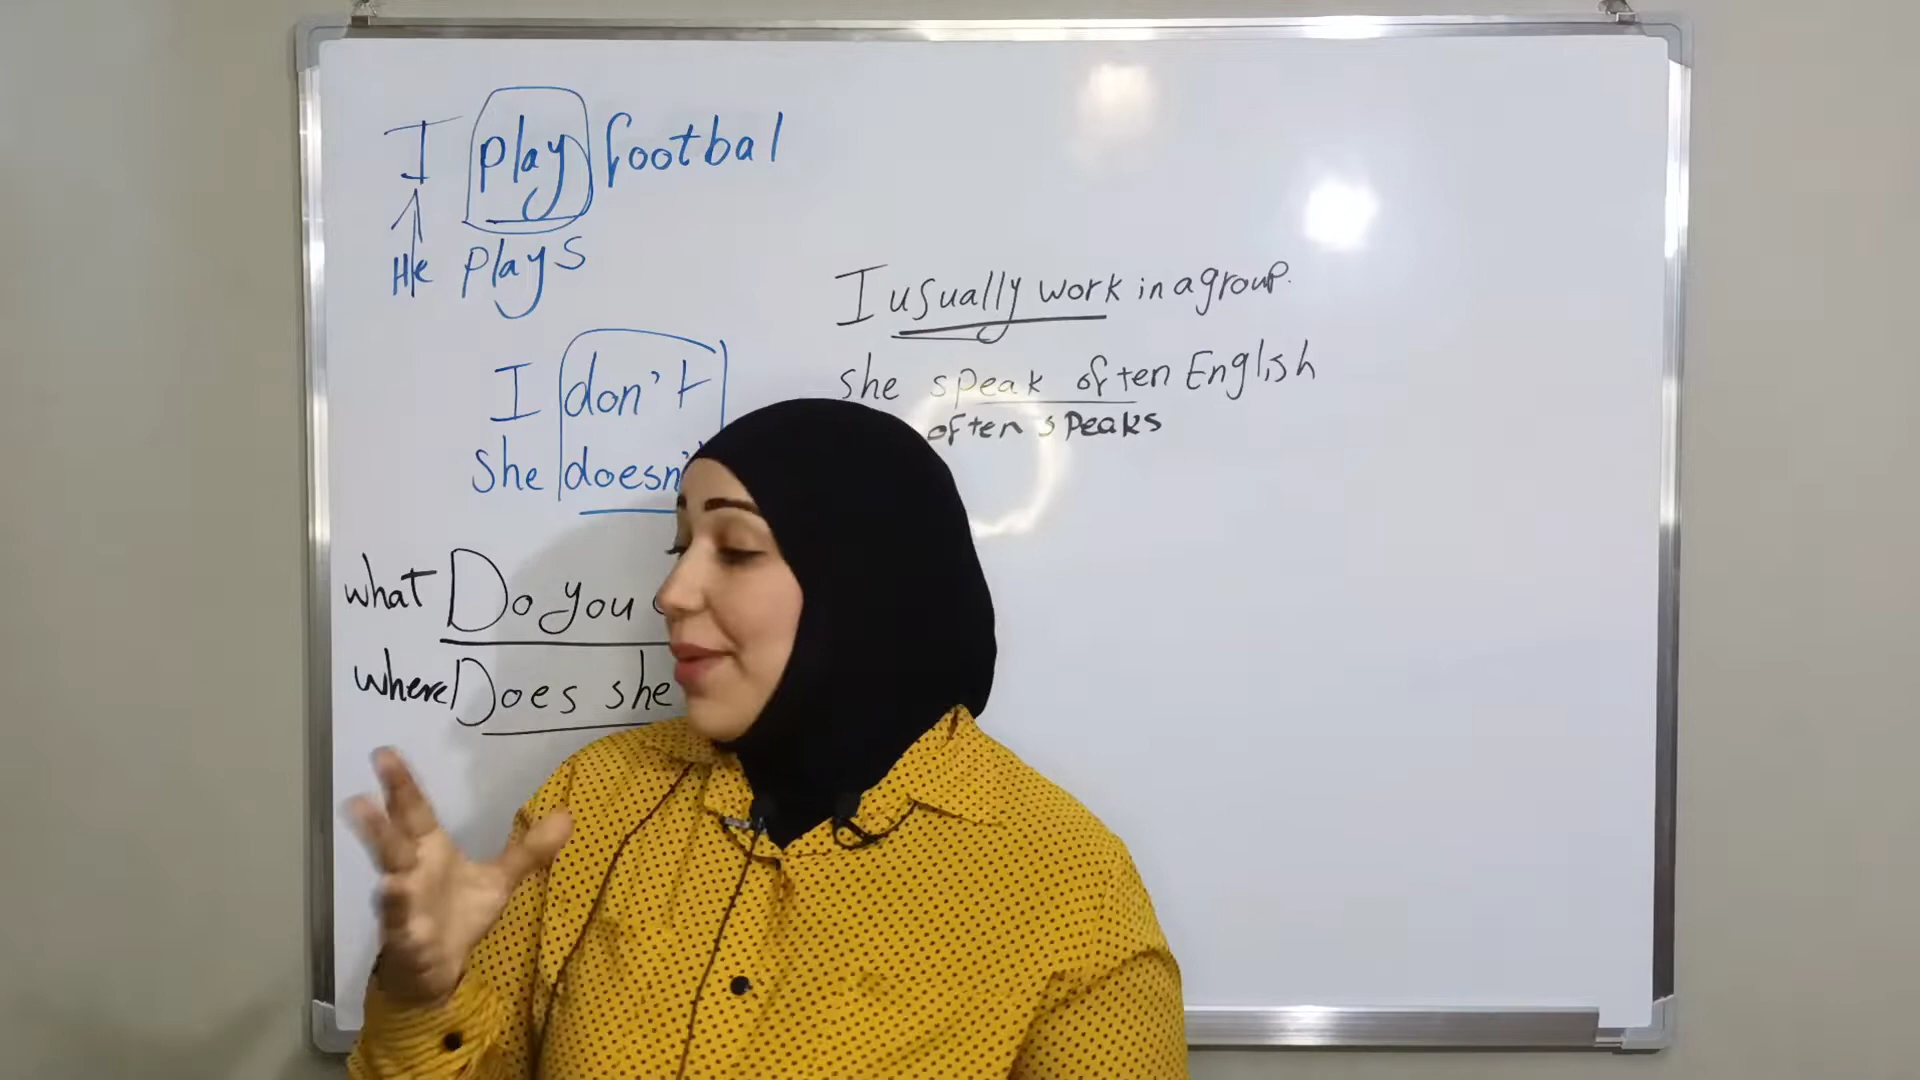 I play footbal
He plays
I don't
she doesn'
what Do you
where Does she
I usually work in a group.
she speak often English
often speaks